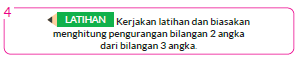 4
LATIHAN Kerjakan latihan dan biasakan
menghitung pengurangan bilangan 2 angka
dari bilangan 3 angka.